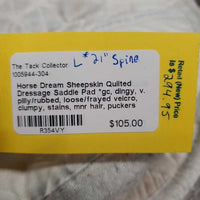 The Tack Collector
1005944-304
L * 21" Spine
Horse Dream Sheepskin Quilted
Dressage Saddle Pad *gc, dingy, v.
pilly/rubbed, loose/frayed velcro,
clumpy, stains, mnr hair, puckers
R354VY
$105.00
Retail (New) Price
is $294.95